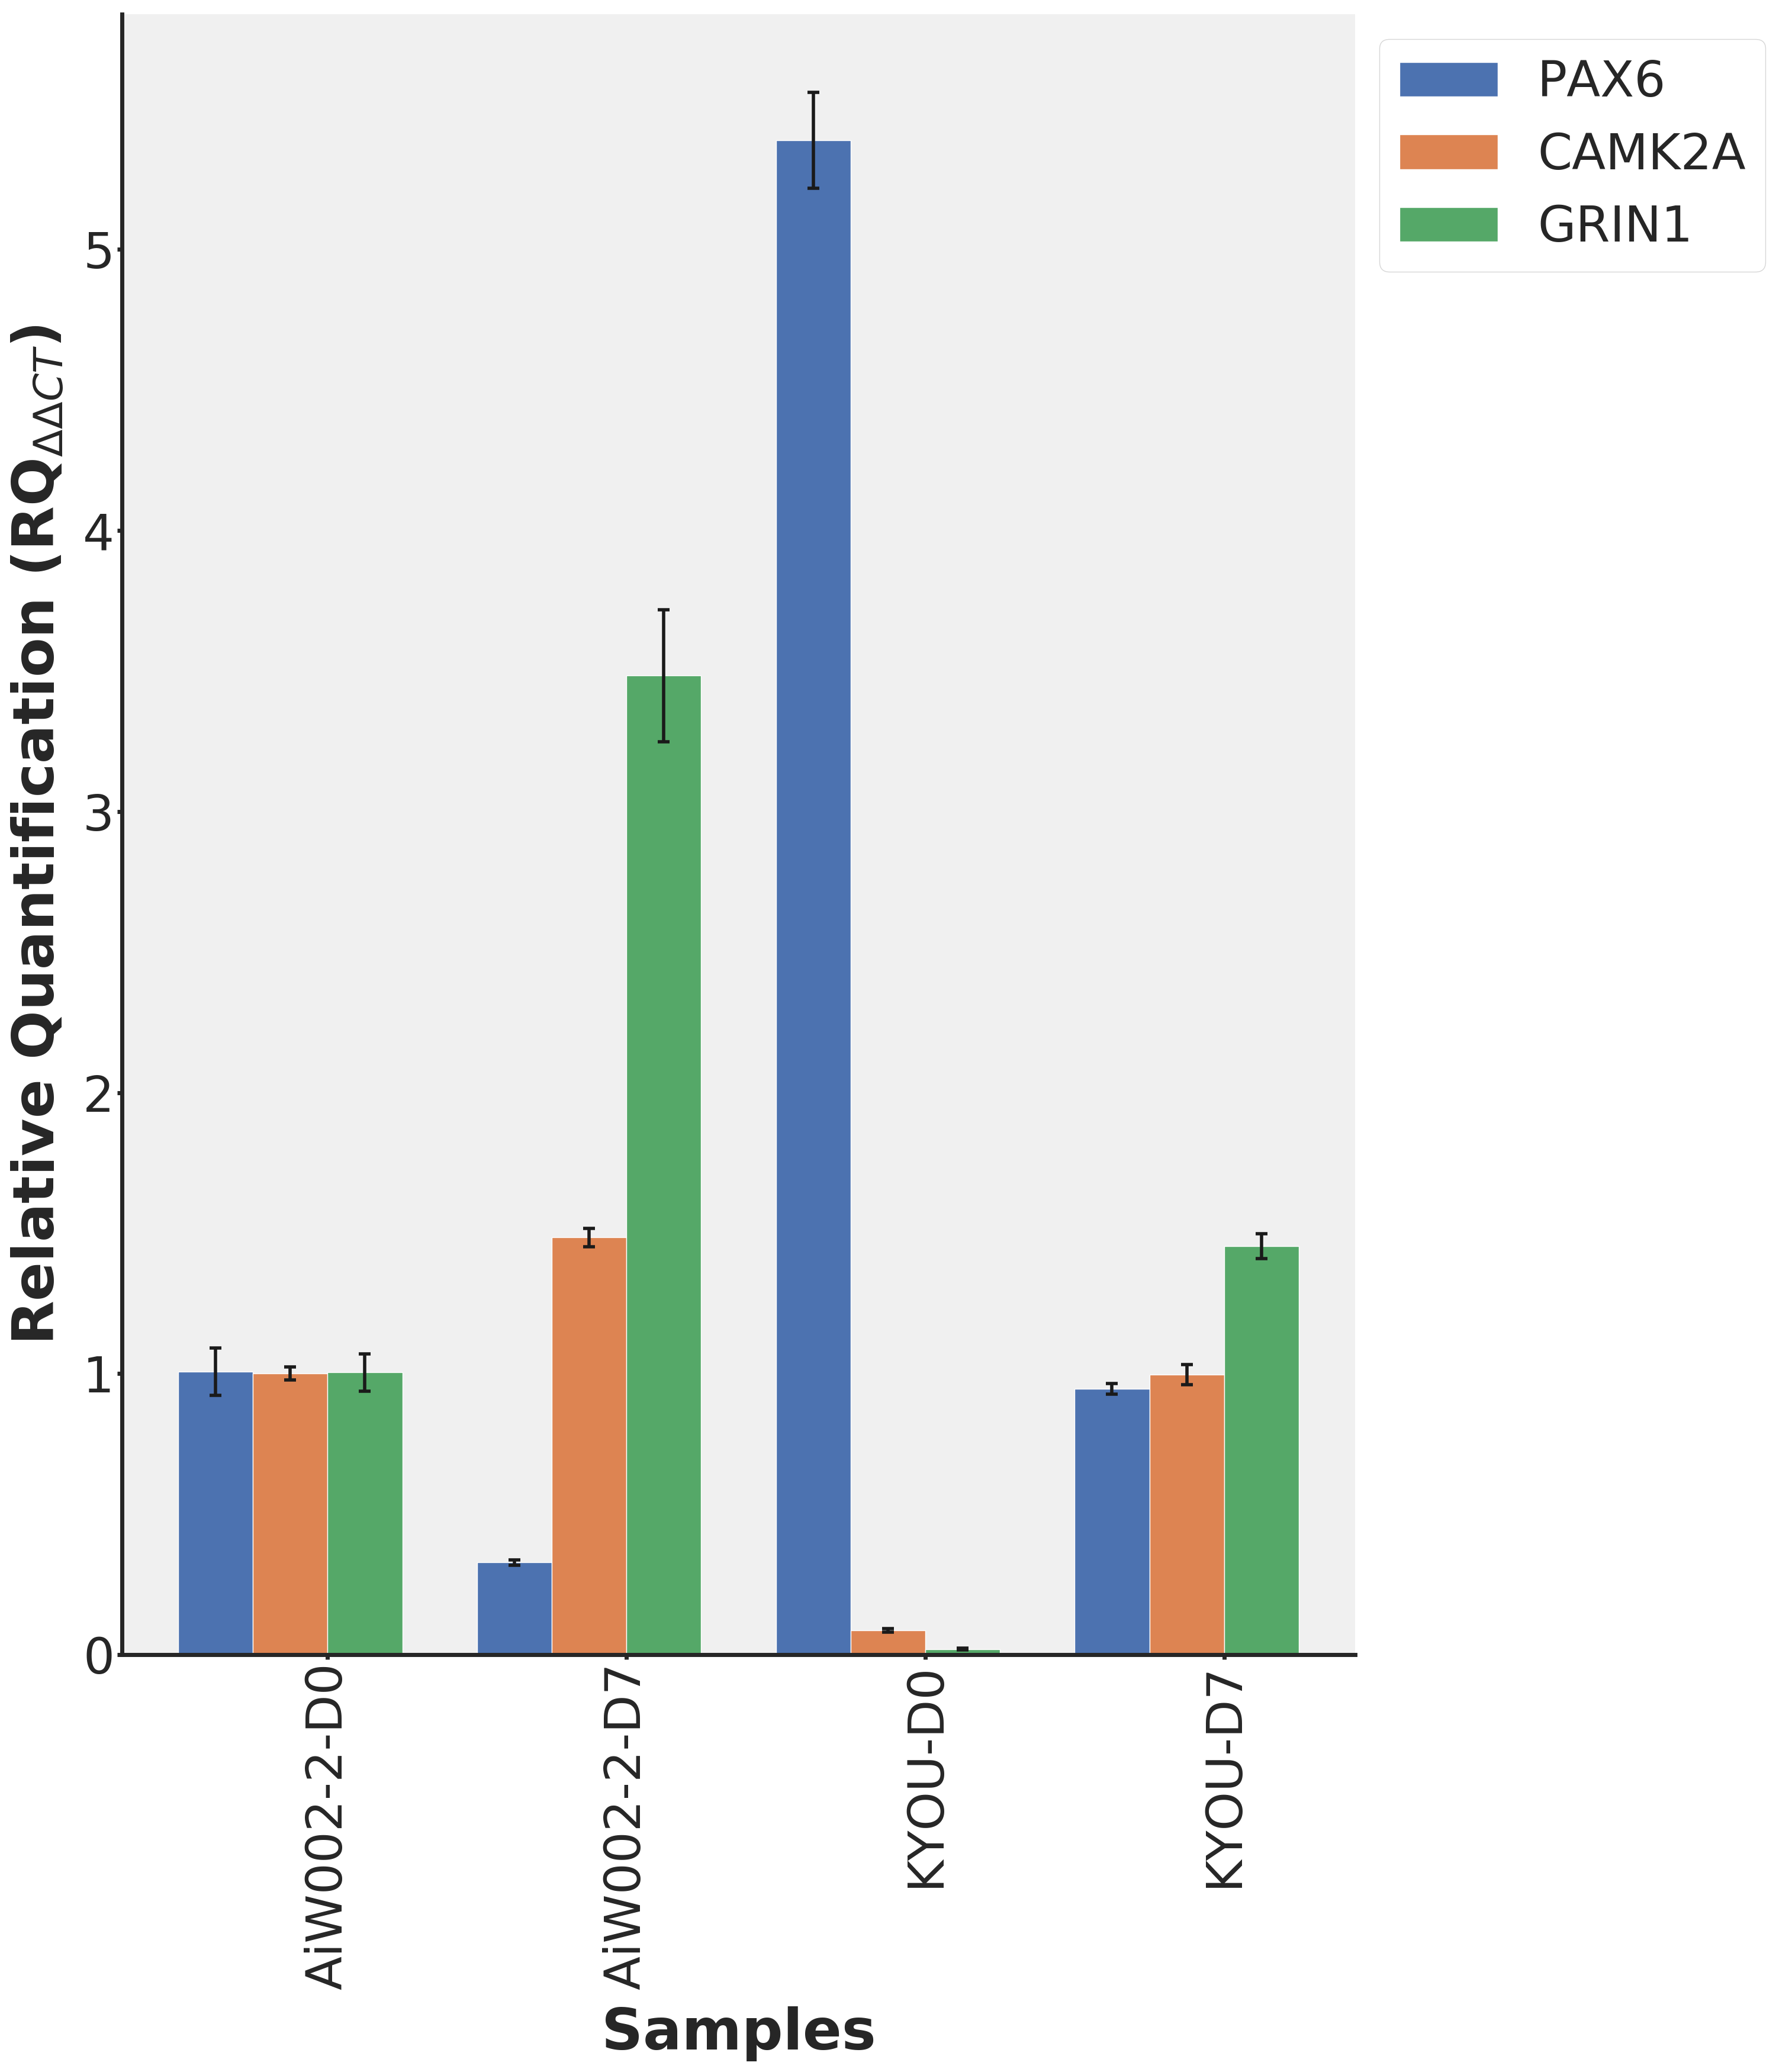 PAX6
CAMK2A
GRIN1
Relative Quantification (RQΔΔCT)
5
4
3
2
1
0
AiW002-2-D0
AiW002-2-D7
KYOU-D0
KYOU-D7
Samples